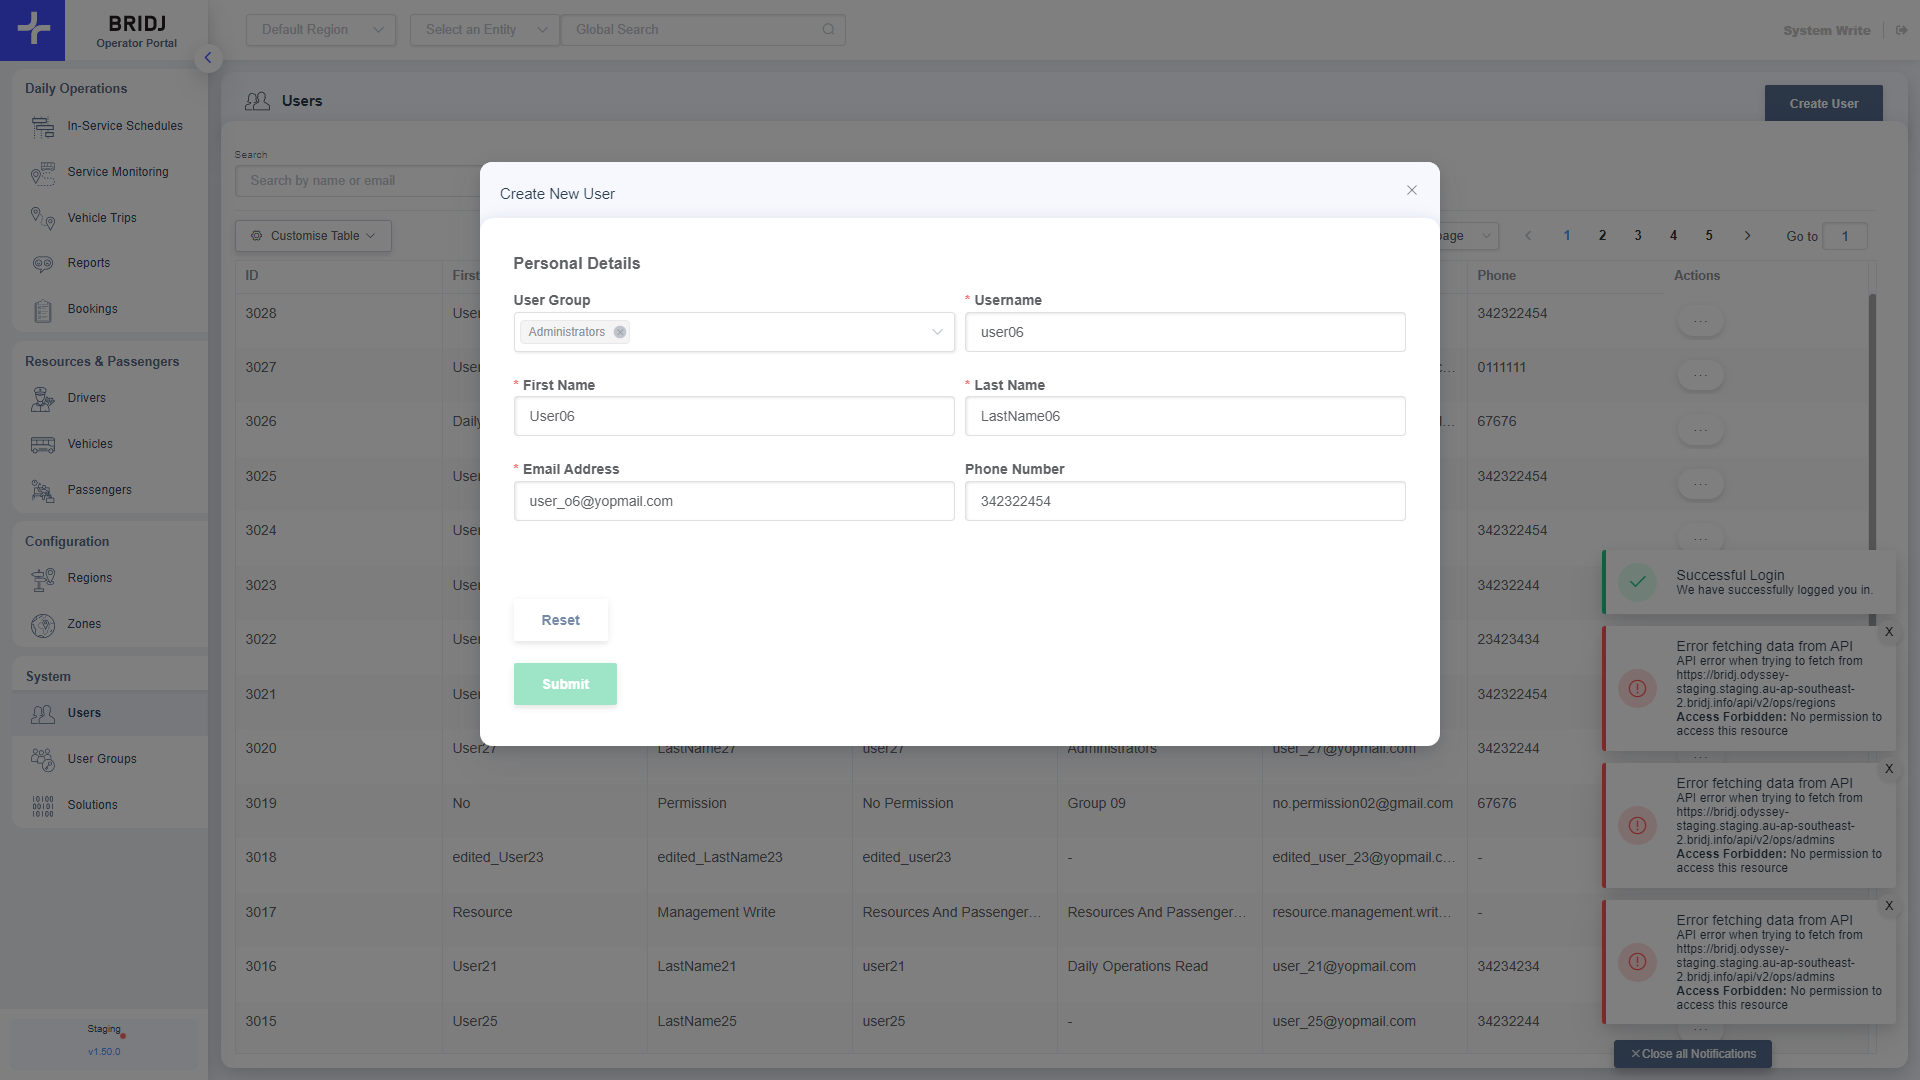 BRIDJ
Operator Portal
Default Region
Select an Entity
Global Search
System Write
Daily Operations
In-Service Schedules
Service Monitoring
Vehicle Trips
Reports
Bookings
Resources & Passengers
Drivers
Vehicles
Passengers
Configuration
Regions
Zones
System
Users
User Groups
Solutions
Staging
v1.50.0
Users
Create User
Search
Search by name or email
Customise Table
1 2 3 4 5
Go to 1
ID
Phone Actions
3028 342322454 ...
3027 0111111 ...
3026 67676 ...
3025 342322454 ...
3024 342322454 ...
3023 34232244
3022 23423434
3021 342322454
3020 User27 LastName27 user27 Administrators user_27@yopmail.com 34232244 ...
3019 No Permission No Permission Group 09 no.permission02@gmail.com 67676
3018 edited_User23 edited_LastName23 edited_user23 - edited_user_23@yopmail.c... -
3017 Resource Management Write Resources And Passenger... Resources And Passenger... resource.management.writ... -
3016 User21 LastName21 user21 Daily Operations Read user_21@yopmail.com 34234234
3015 User25 LastName25 user25 - user_25@yopmail.com 34232244 ...
Create New User
Personal Details
User Group
Administrators
* Username
user06
* First Name
User06
* Last Name
LastName06
* Email Address
user_o6@yopmail.com
Phone Number
342322454
Reset
Submit
Successful Login
We have successfully logged you in.
X
Error fetching data from API
API error when trying to fetch from
https://bridj.odyssey-
staging.staging.au-ap-southeast-
2.bridj.info/api/v2/ops/regions
Access Forbidden: No permission to
access this resource
X
Error fetching data from API
API error when trying to fetch from
https://bridj.odyssey-
staging.staging.au-ap-southeast-
2.bridj.info/api/v2/ops/admins
Access Forbidden: No permission to
access this resource
X
Error fetching data from API
API error when trying to fetch from
https://bridj.odyssey-
staging.staging.au-ap-southeast-
2.bridj.info/api/v2/ops/admins
Access Forbidden: No permission to
access this resource
×Close all Notifications